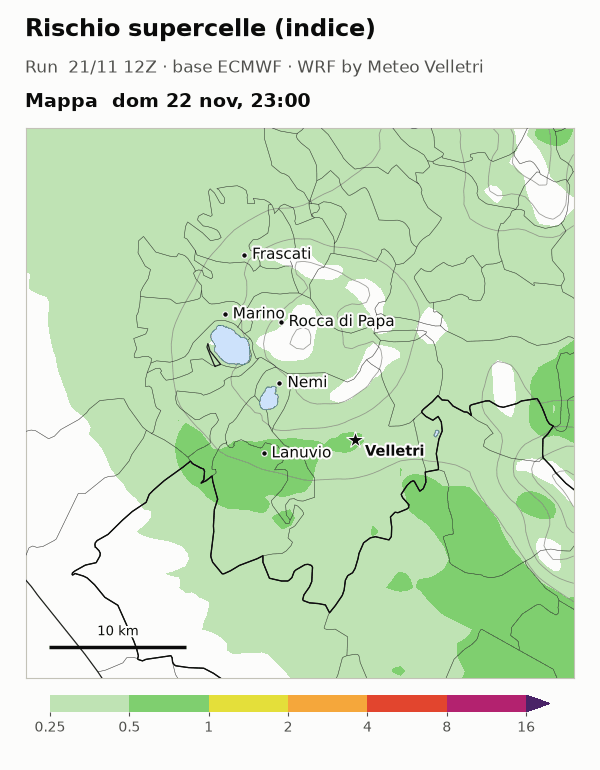 Rischio supercelle (indice)
Run 21/11 12Z · base ECMWF · WRF by Meteo Velletri
Mappa dom 22 nov, 23:00
Frascati
Marino
Rocca di Papa
Nemi
Velletri
Lanuvio
10 km
0.25 0.5 1 2 4 8 16